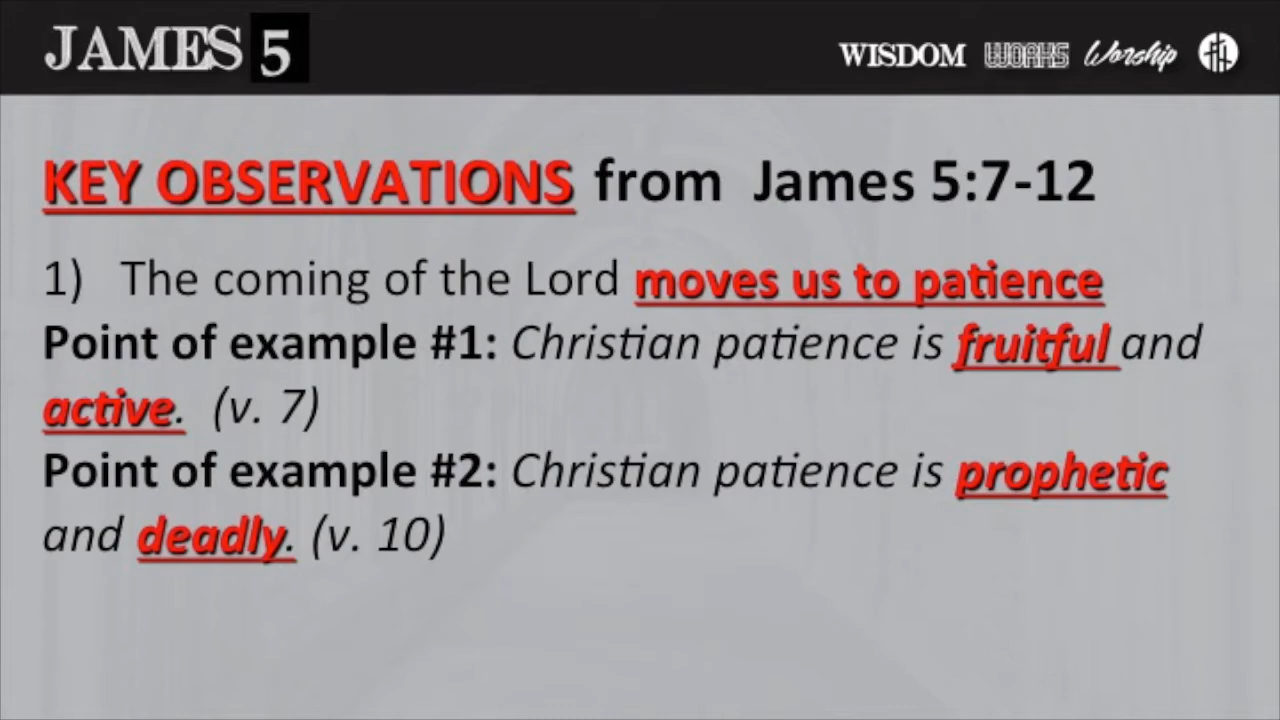 JAMES 5
WISDOM WORKS Worship
KEY OBSERVATIONS from James 5:7-12
1) The coming of the Lord moves us to patience
Point of example #1: Christian patience is fruitful and
active. (v. 7)
Point of example #2: Christian patience is prophetic
and deadly. (v. 10)